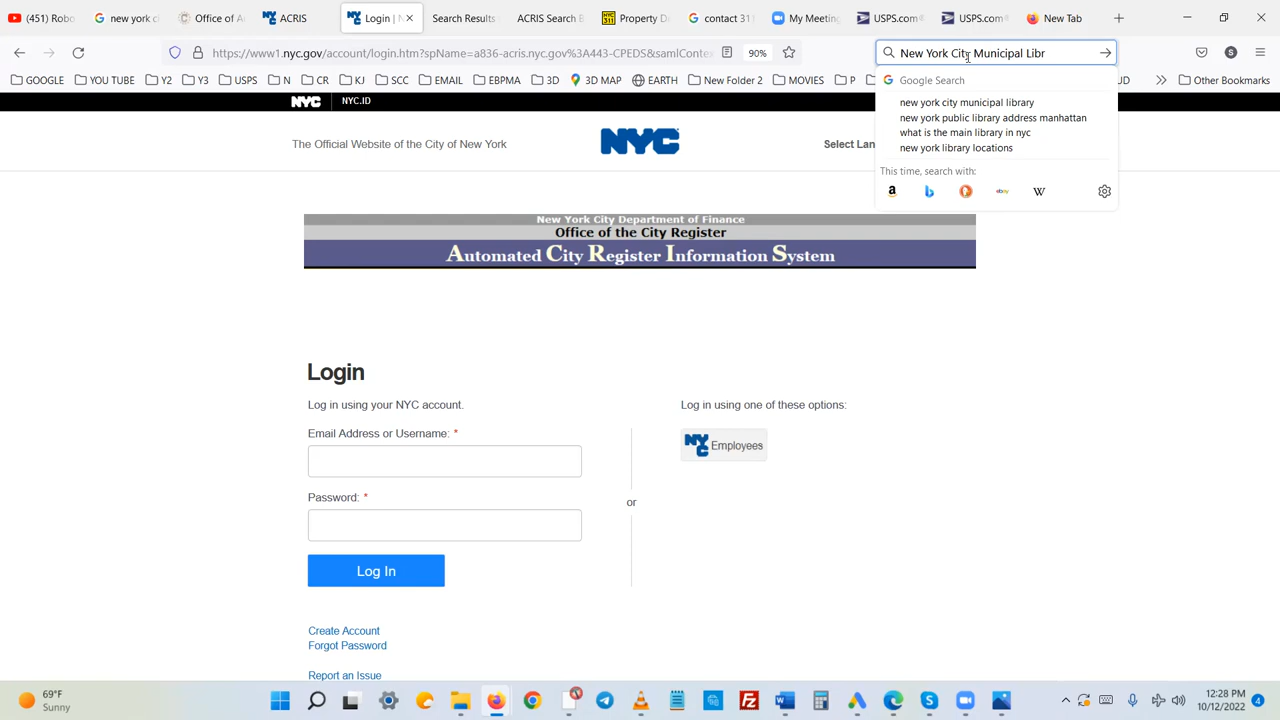 (451) Rob
new york c
Office of A
ACRIS
Login | N
Search Results
ACRIS Search
Property D
contact 31
My Meeting
USPS.com®
USPS.com®
New Tab
https://www1.nyc.gov/account/login.htm?spName=a836-acris.nyc.gov%3A443-CPEDS&samlContex
90%
New York City Municipal Libr
S
GOOGLE
YOU TUBE
Y2
Y3
USPS
N
CR
KJ
SCC
EMAIL
EBPMA
3D
3D MAP
EARTH
New Folder 2
MOVIES
P
UD
Other Bookmarks
Google Search
new york city municipal library
new york public library address manhattan
what is the main library in nyc
new york library locations
This time, search with:
ebay
W
NYC
NYC.ID
The Official Website of the City of New York
NYC
Select Lan
New York City Department of Finance
Office of the City Register
Automated City Register Information System
Login
Log in using your NYC account.
Email Address or Username: *
Password: *
Log In
or
Log in using one of these options:
NYC Employees
Create Account
Forgot Password
Report an Issue
69°F
Sunny
12:28 PM
10/12/2022
4